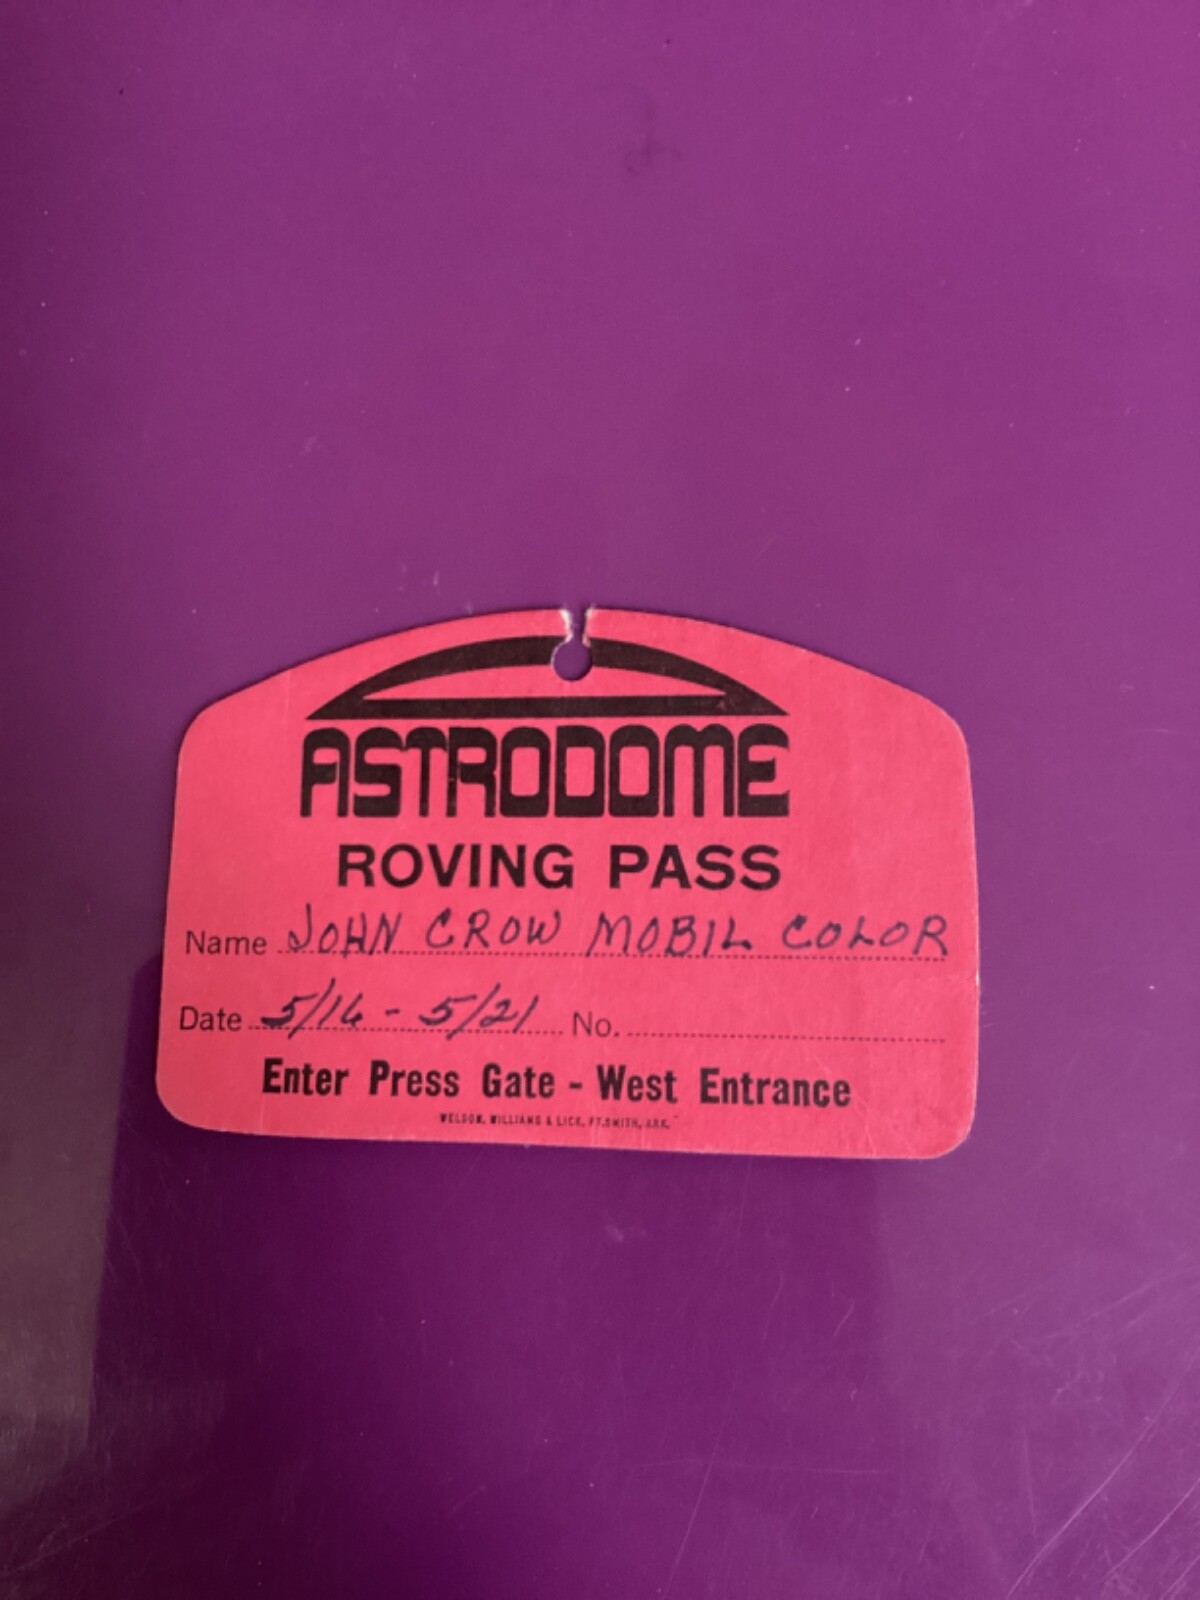 ASTRODOME
ROVING PASS
Name JOHN CROW MOBIL COLOR
Date 5/16 - 5/21 No.
Enter Press Gate - West Entrance
WELDON, WILLIAMS & LICK, FT.SMITH, ARK.